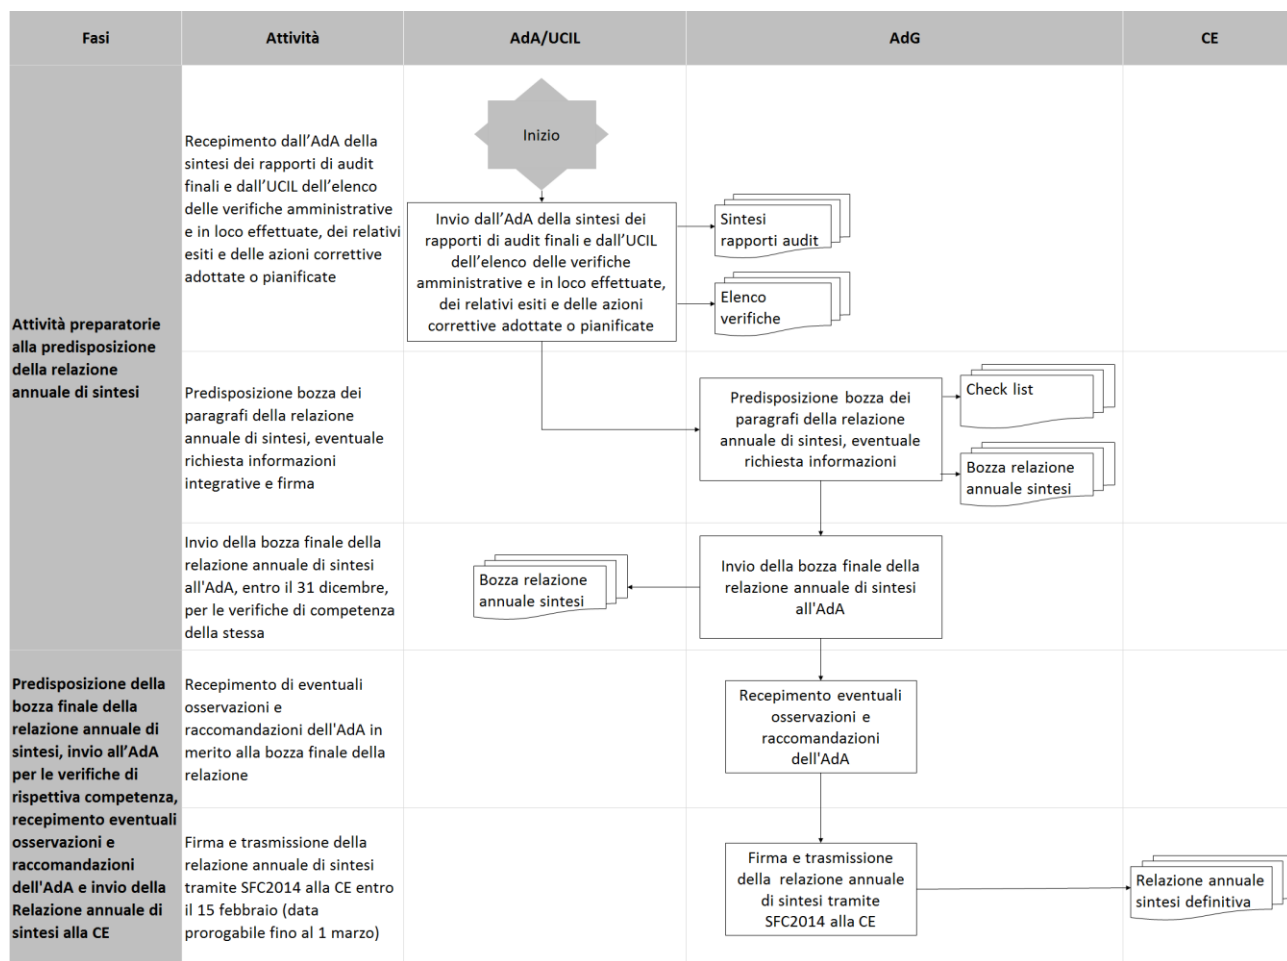 Fasi
Attività
AdA/UCIL
AdG
CE
Attività preparatorie
alla predisposizione
della relazione
annuale di sintesi
Recepimento dall'AdA della
sintesi dei rapporti di audit
finali e dall'UCIL dell'elenco
delle verifiche amministrative
e in loco effettuate, dei relativi
esiti e delle azioni correttive
adottate o pianificate
Inizio
Invio dall'AdA della sintesi dei
rapporti di audit finali e dall'UCIL
dell'elenco delle verifiche
amministrative e in loco effettuate,
dei relativi esiti e delle azioni
correttive adottate o pianificate
Sintesi
rapporti audit
Elenco
verifiche
Predisposizione bozza dei
paragrafi della relazione
annuale di sintesi, eventuale
richiesta informazioni
integrative e firma
Predisposizione bozza dei
paragrafi della relazione
annuale di sintesi, eventuale
richiesta informazioni
Check list
Bozza relazione
annuale sintesi
Invio della bozza finale della
relazione annuale di sintesi
all'AdA, entro il 31 dicembre,
per le verifiche di competenza
della stessa
Bozza relazione
annuale sintesi
Invio della bozza finale della
relazione annuale di sintesi
all'AdA
Predisposizione della
bozza finale della
relazione annuale di
sintesi, invio all'AdA
per le verifiche di
rispettiva competenza,
recepimento eventuali
osservazioni e
raccomandazioni
dell'AdA e invio della
Relazione annuale di
sintesi alla CE
Recepimento di eventuali
osservazioni e
raccomandazioni dell'AdA in
merito alla bozza finale della
relazione
Recepimento eventuali
osservazioni e
raccomandazioni
dell'AdA
Firma e trasmissione della
relazione annuale di sintesi
tramite SFC2014 alla CE entro
il 15 febbraio (data
prorogabile fino al 1 marzo)
Firma e trasmissione
della relazione annuale
di sintesi tramite
SFC2014 alla CE
Relazione annuale
sintesi definitiva